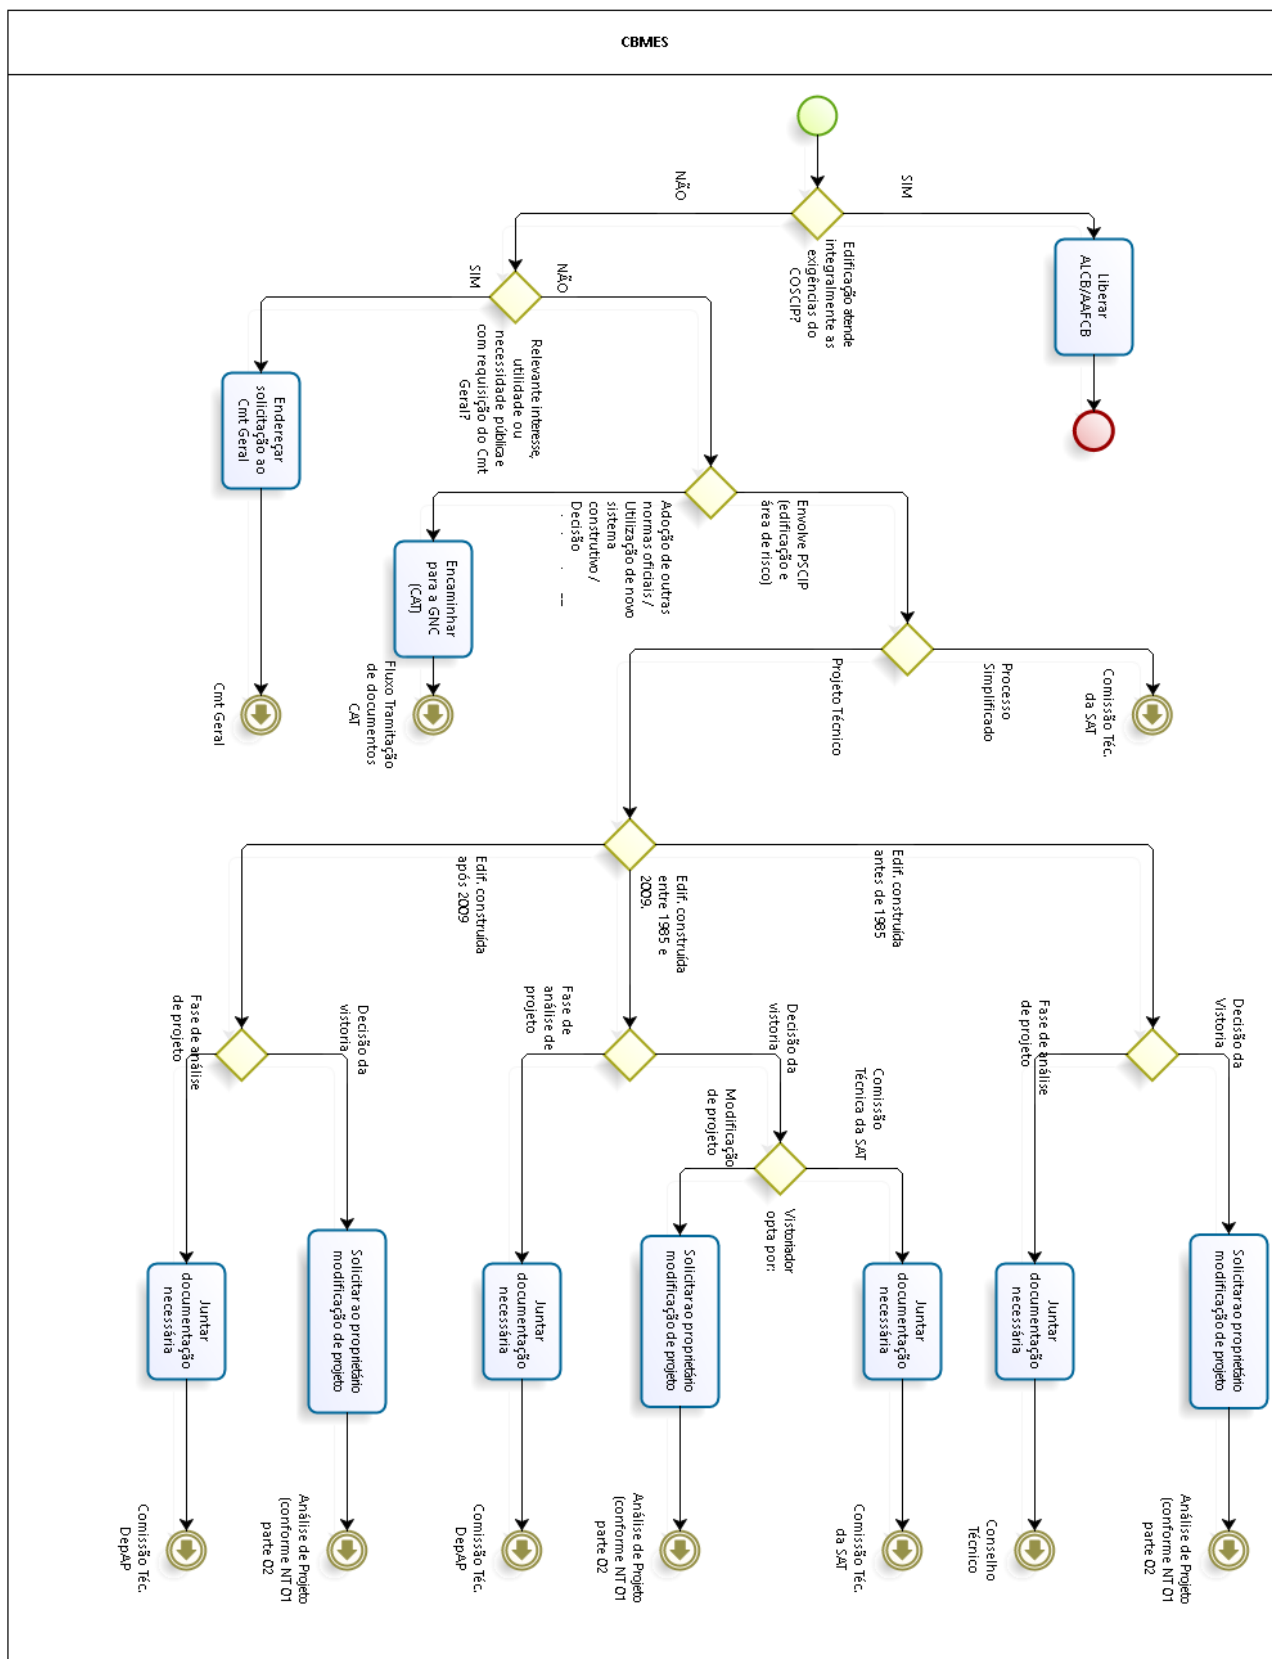 CBMES
SIM
NÃO
Edificação atende
integralmente as
exigências do
COSCIP?
Liberar
ALCB/AAFCB
NÃO
SIM
Relevante interesse,
utilidade ou
necessidade pública e
com requisição do Cmt
Geral?
Endereçar
solicitação ao
Cmt Geral
Cmt Geral
Envolve PSCIP
(edificação e
área de risco)
Adoção de outras
normas oficiais /
Utilização de novo
sistema
construtivo /
Decisão
Encaminhar
para a GNC
(CAT)
Fluxo Tramitação
de documentos
CAT
Processo
Simplificado
Projeto Técnico
Comissão Téc.
da SAT
Edif. construída
antes de 1985
Edif. construída
entre 1985 e
2009.
Edif. construída
após 2009
Decisão da
Vistoria
Fase de análise
de projeto
Decisão da
vistoria
Fase de
análise de
projeto
Decisão da
vistoria
Fase de análise
de projeto
Comissão
Técnica da SAT
Modificação
de projeto
Vistoriador
opta por:
Solicitar ao proprietário
modificação de projeto
Juntar
documentação
necessária
Juntar
documentação
necessária
Solicitar ao proprietário
modificação de projeto
Juntar
documentação
necessária
Solicitar ao proprietário
modificação de projeto
Juntar
documentação
necessária
Análise de Projeto
(conforme NT 01
parte 02
Conselho
Técnico
Comissão Téc.
da SAT
Análise de Projeto
(conforme NT 01
parte 02
Comissão Téc.
DepAP
Análise de Projeto
(conforme NT 01
parte 02
Comissão Téc.
DepAP